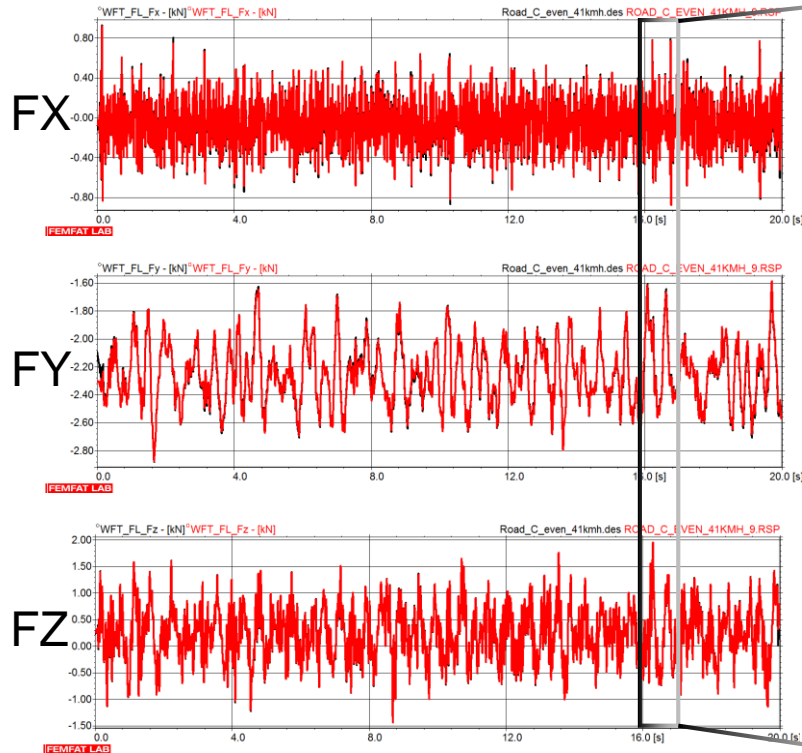 °WFT_FL_Fx - [kN]°WFT_FL_Fx - [kN] Road_C_even_41kmh.des ROAD_C_EVEN_41KMH_9.RSP
0.80
0.40
FX
-0.00
-0.40
-0.80
0.0 4.0 8.0 12.0 16.0 [s] 20.0 [s]
FEMFAT LAB
°WFT_FL_Fy - [kN]°WFT_FL_Fy - [kN] Road_C_even_41kmh.des ROAD_C_EVEN_41KMH_9.RSP
-1.60
-1.80
-2.00
-2.20
FY
-2.40
-2.60
-2.80
0.0 4.0 8.0 12.0 16.0 [s] 20.0 [s]
FEMFAT LAB
°WFT_FL_Fz - [kN]°WFT_FL_Fz - [kN] Road_C_even_41kmh.des ROAD_C_EVEN_41KMH_9.RSP
2.00
1.50
1.00
0.50
FZ
0.00
-0.50
-1.00
-1.50
0.0 4.0 8.0 12.0 16.0 [s] 20.0 [s]
FEMFAT LAB